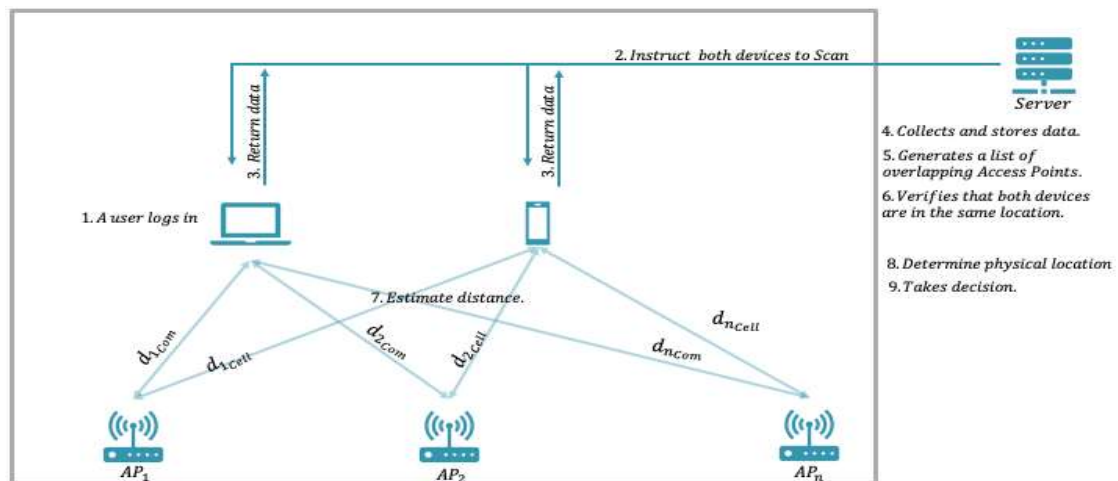 2. Instruct both devices to Scan
Server
3. Return data
3. Return data
4. Collects and stores data.
5. Generates a list of
overlapping Access Points.
6. Verifies that both devices
are in the same location.
1. A user logs in
8. Determine physical location
9. Takes decision.
7. Estimate distance.
d1Com
d1Cell
d2Com
d2Cell
dnCom
dnCell
AP1
AP2
APn